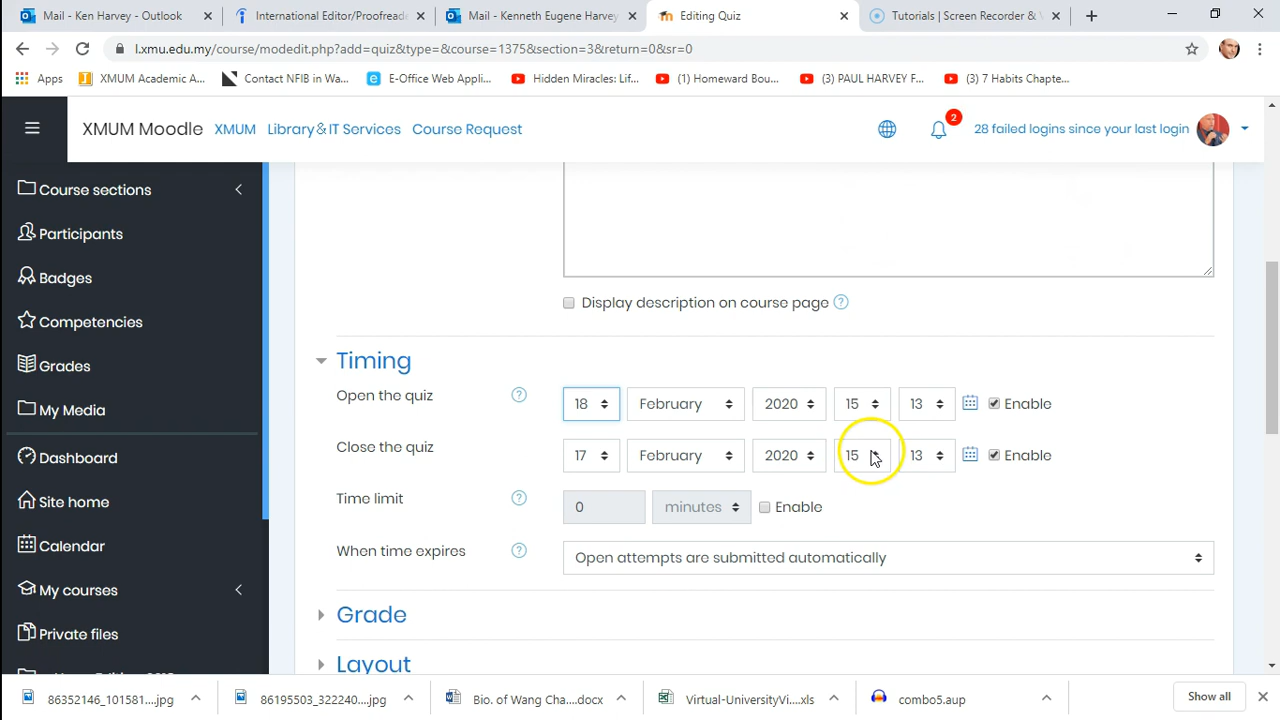 Mail - Ken Harvey - Outlook
International Editor/Proofreade
Mail - Kenneth Eugene Harvey
Editing Quiz
Tutorials | Screen Recorder &
l.xmu.edu.my/course/modedit.php?add=quiz&type=&course=1375&section=3&return=0&sr=0
Apps
XMUM Academic A...
Contact NFIB in Wa...
E-Office Web Applic...
Hidden Miracles: Lif...
(1) Homeward Bou...
(3) PAUL HARVEY F...
(3) 7 Habits Chapte...
XMUM Moodle
XMUM
Library&IT Services
Course Request
2
28 failed logins since your last login
Course sections
Participants
Badges
Competencies
Grades
My Media
Dashboard
Site home
Calendar
My courses
Private files
Display description on course page
Timing
Open the quiz
18 February 2020 15 13 Enable
Close the quiz
17 February 2020 15 13 Enable
Time limit
0 minutes Enable
When time expires
Open attempts are submitted automatically
Grade
Layout
86352146_101581....jpg
86195503_322240....jpg
Bio. of Wang Cha....docx
Virtual-UniversityVi....xls
combo5.aup
Show all